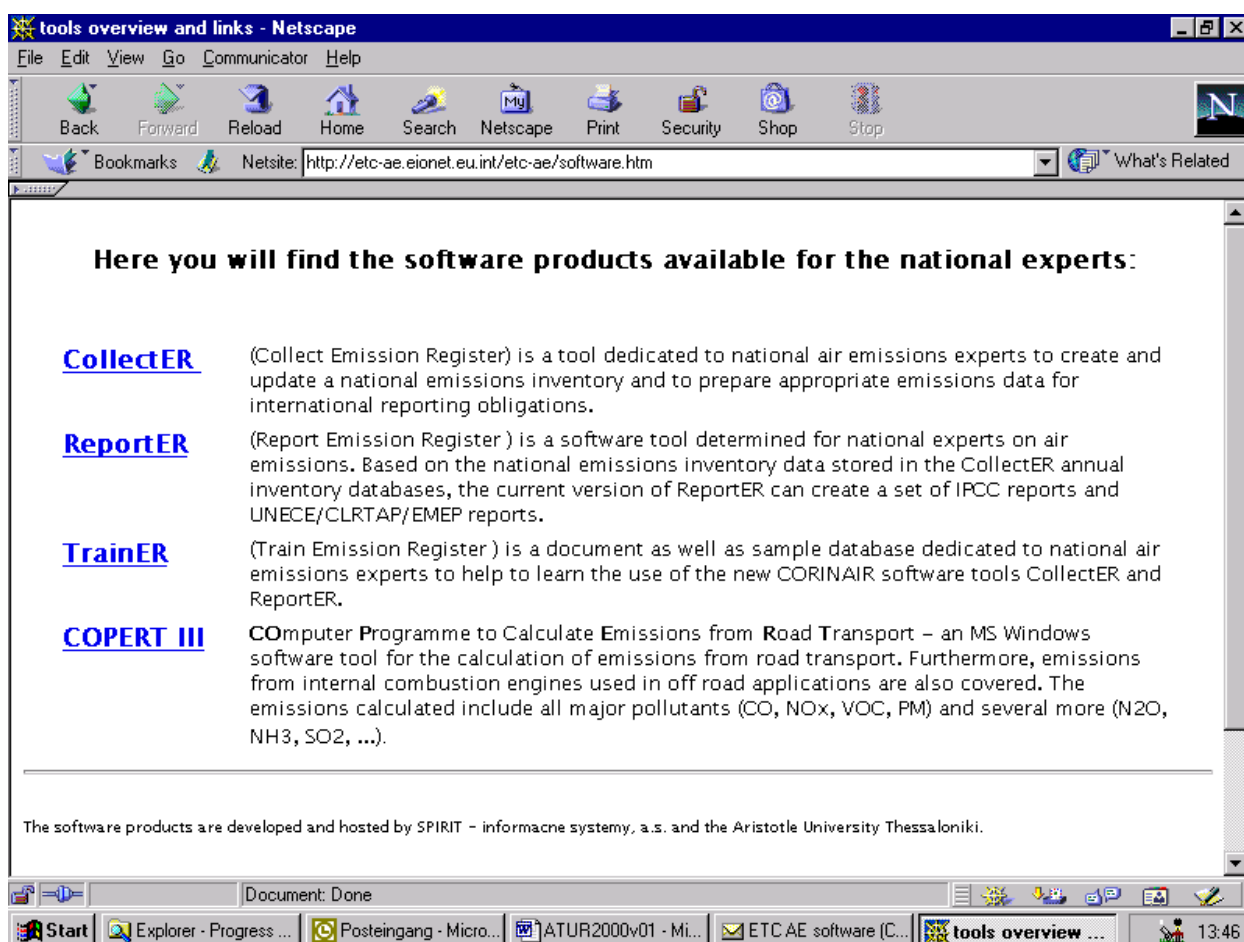 tools overview and links - Netscape
File Edit View Go Communicator Help
My N
Back Forward Reload Home Search Netscape Print Security Shop Stop
Bookmarks Netsite: http://etc-ae.eionet.eu.int/etc-ae/software.htm What's Related
Here you will find the software products available for the national experts:
CollectER (Collect Emission Register) is a tool dedicated to national air emissions experts to create and
update a national emissions inventory and to prepare appropriate emissions data for
international reporting obligations.
ReportER (Report Emission Register ) is a software tool determined for national experts on air
emissions. Based on the national emissions inventory data stored in the CollectER annual
inventory databases, the current version of ReportER can create a set of IPCC reports and
UNECE/CLRTAP/EMEP reports.
TrainER (Train Emission Register ) is a document as well as sample database dedicated to national air
emissions experts to help to learn the use of the new CORINAIR software tools CollectER and
ReportER.
COPERT III COmputer Programme to Calculate Emissions from Road Transport – an MS Windows
software tool for the calculation of emissions from road transport. Furthermore, emissions
from internal combustion engines used in off road applications are also covered. The
emissions calculated include all major pollutants (CO, NOx, VOC, PM) and several more (N2O,
NH3, SO2, ...).
The software products are developed and hosted by SPIRIT – informacne systemy, a.s. and the Aristotle University Thessaloniki.
Document: Done
Start Explorer - Progress ... Posteingang - Micro... ATUR2000v01 - Mi... ETC AE software (C... tools overview ... 13:46